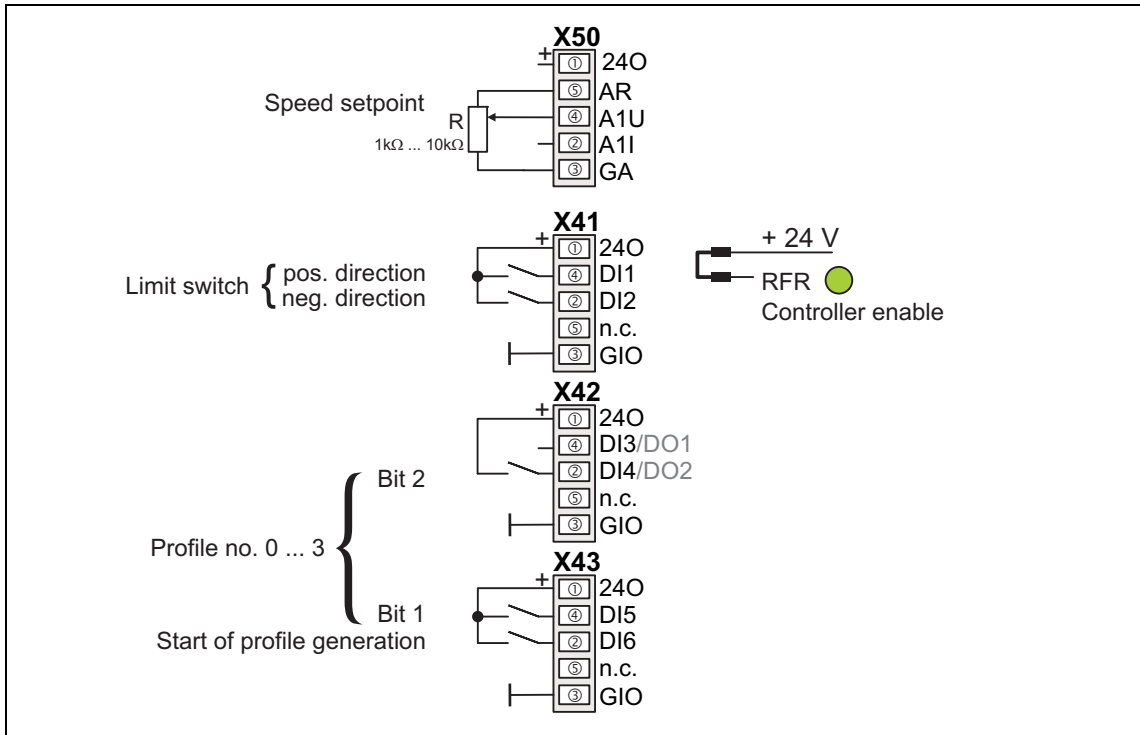 X50
+ ① 24O
Speed setpoint
⑤ AR
R ④ A1U
1kΩ ... 10kΩ ② A1I
③ GA
X41
+ ① 24O
Limit switch { pos. direction ④ DI1
neg. direction ② DI2
⑤ n.c.
③ GIO
+ 24 V
RFR
Controller enable
X42
+ ① 24O
④ DI3/DO1
Bit 2 ② DI4/DO2
⑤ n.c.
③ GIO
Profile no. 0 ... 3 {
X43
+ ① 24O
Bit 1 ④ DI5
Start of profile generation ② DI6
⑤ n.c.
③ GIO